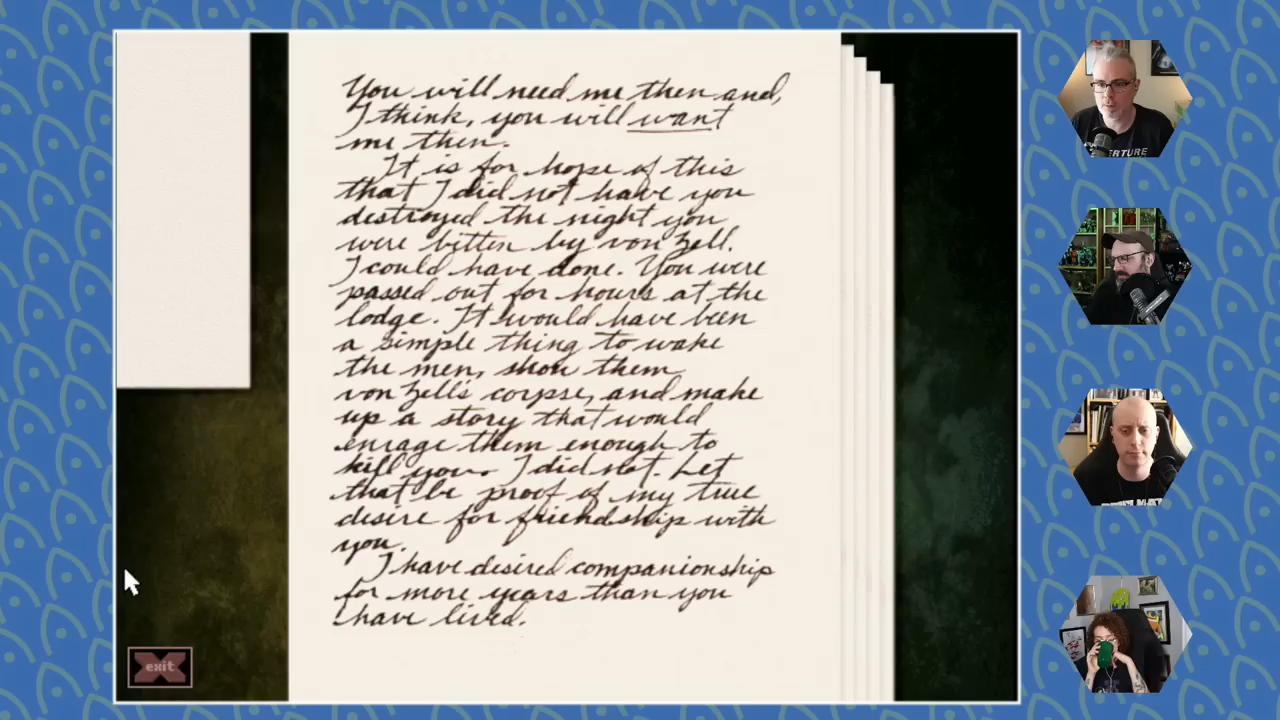 You will need me then and,
I think, you will want
me then.
It is for hope of this
that I did not have you
destroyed the night you
were bitten by von Zell.
I could have done. You were
passed out for hours at the
lodge. It would have been
a simple thing to wake
the men, show them
von Zell's corpse, and make
up a story that would
enrage them enough to
kill you. I did not. Let
that be proof of my true
desire for friendship with
you.
I have desired companionship
for more years than you
have lived.
exit
ERTURE